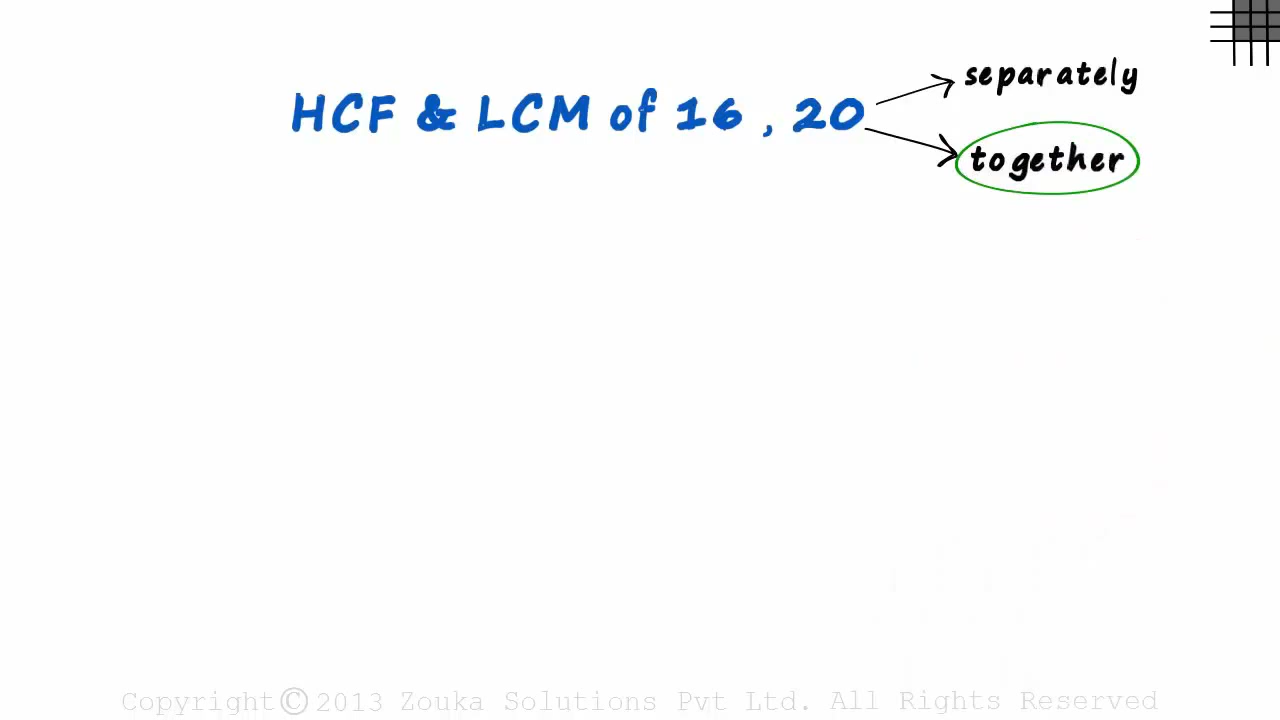 separately
HCF & LCM of 16 , 20
together
Copyright © 2013 Zouka Solutions Pvt Ltd. All Rights Reserved